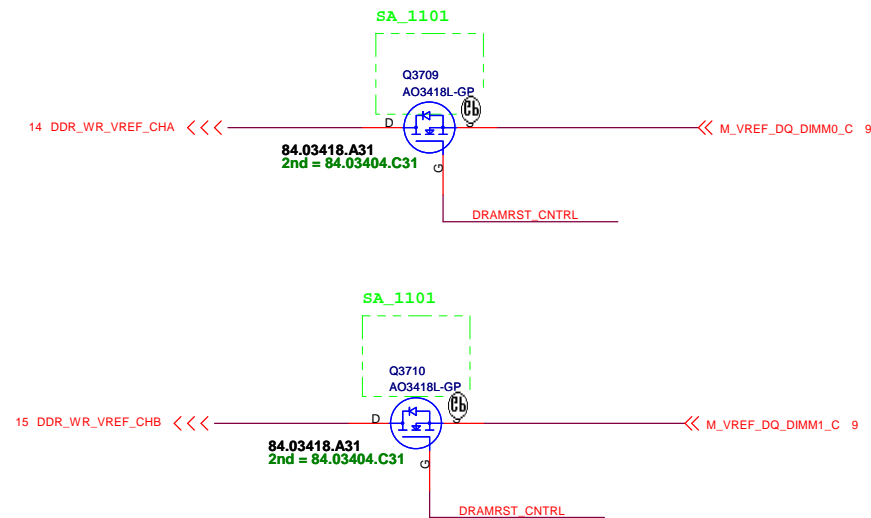 SA_1101
Q3709
AO3418L-GP
14 DDR_WR_VREF_CHA
D
M_VREF_DQ_DIMM0_C 9
84.03418.A31
2nd = 84.03404.C31
G
DRAMRST_CNTRL
SA_1101
Q3710
AO3418L-GP
15 DDR_WR_VREF_CHB
D
M_VREF_DQ_DIMM1_C 9
84.03418.A31
2nd = 84.03404.C31
G
DRAMRST_CNTRL